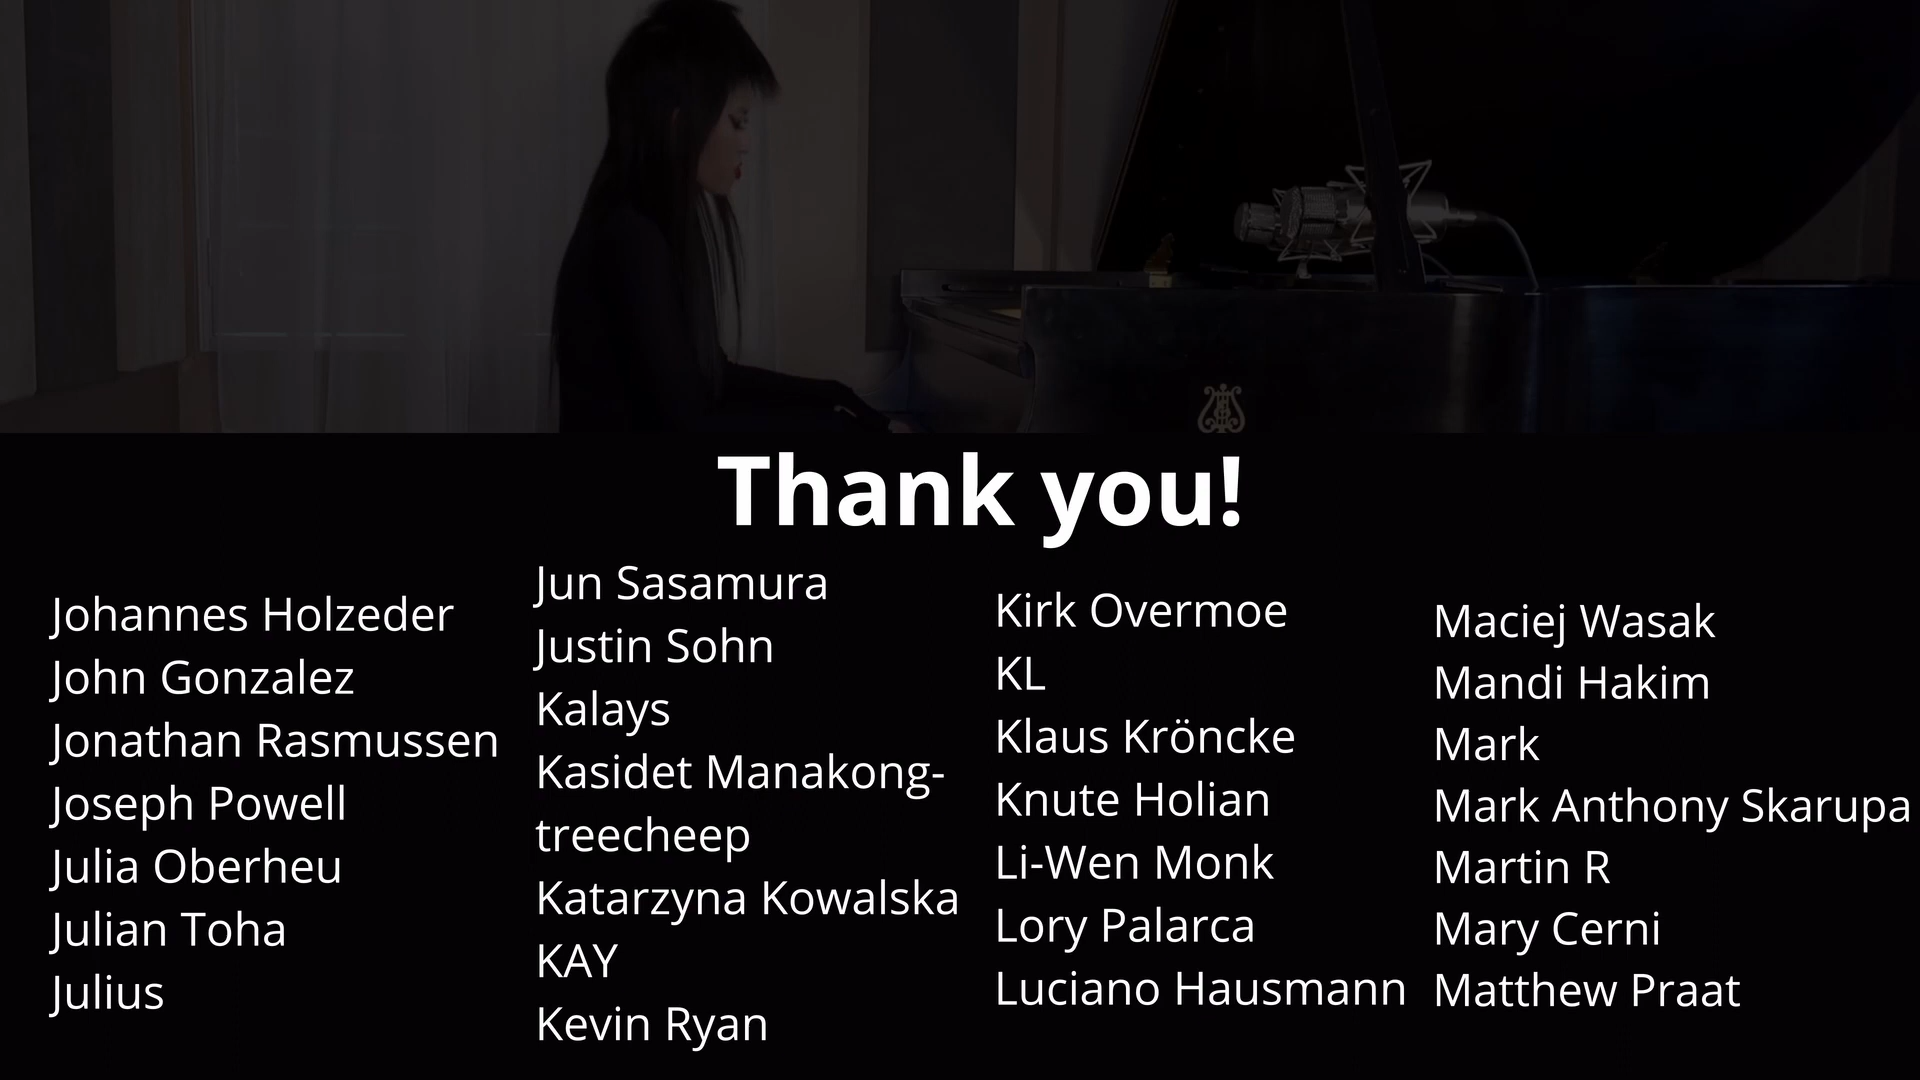 Thank you!
Johannes Holzeder
John Gonzalez
Jonathan Rasmussen
Joseph Powell
Julia Oberheu
Julian Toha
Julius
Jun Sasamura
Justin Sohn
Kalays
Kasidet Manakong-
treecheep
Katarzyna Kowalska
KAY
Kevin Ryan
Kirk Overmoe
KL
Klaus Kröncke
Knute Holian
Li-Wen Monk
Lory Palarca
Luciano Hausmann
Maciej Wasak
Mandi Hakim
Mark
Mark Anthony Skarupa
Martin R
Mary Cerni
Matthew Praat